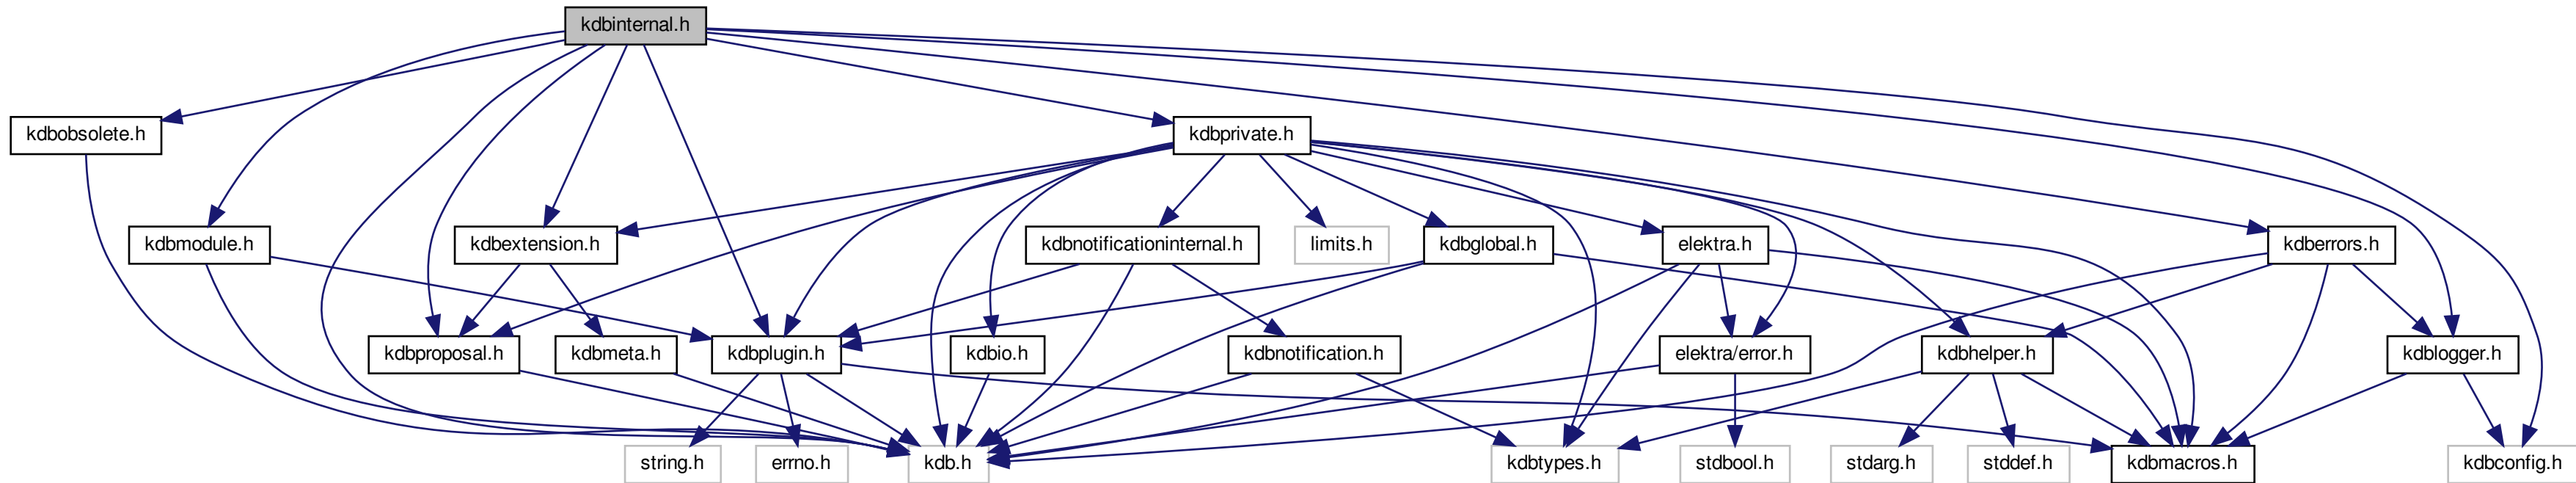 kdbinternal.h
kdbobsolete.h
kdbprivate.h
kdbmodule.h
kdbextension.h
kdbnotificationinternal.h
limits.h
kdbglobal.h
elektra.h
kdberrors.h
kdbproposal.h
kdbmeta.h
kdbplugin.h
kdbio.h
kdbnotification.h
elektra/error.h
kdbhelper.h
kdblogger.h
string.h
errno.h
kdb.h
kdbtypes.h
stdbool.h
stdarg.h
stddef.h
kdbmacros.h
kdbconfig.h